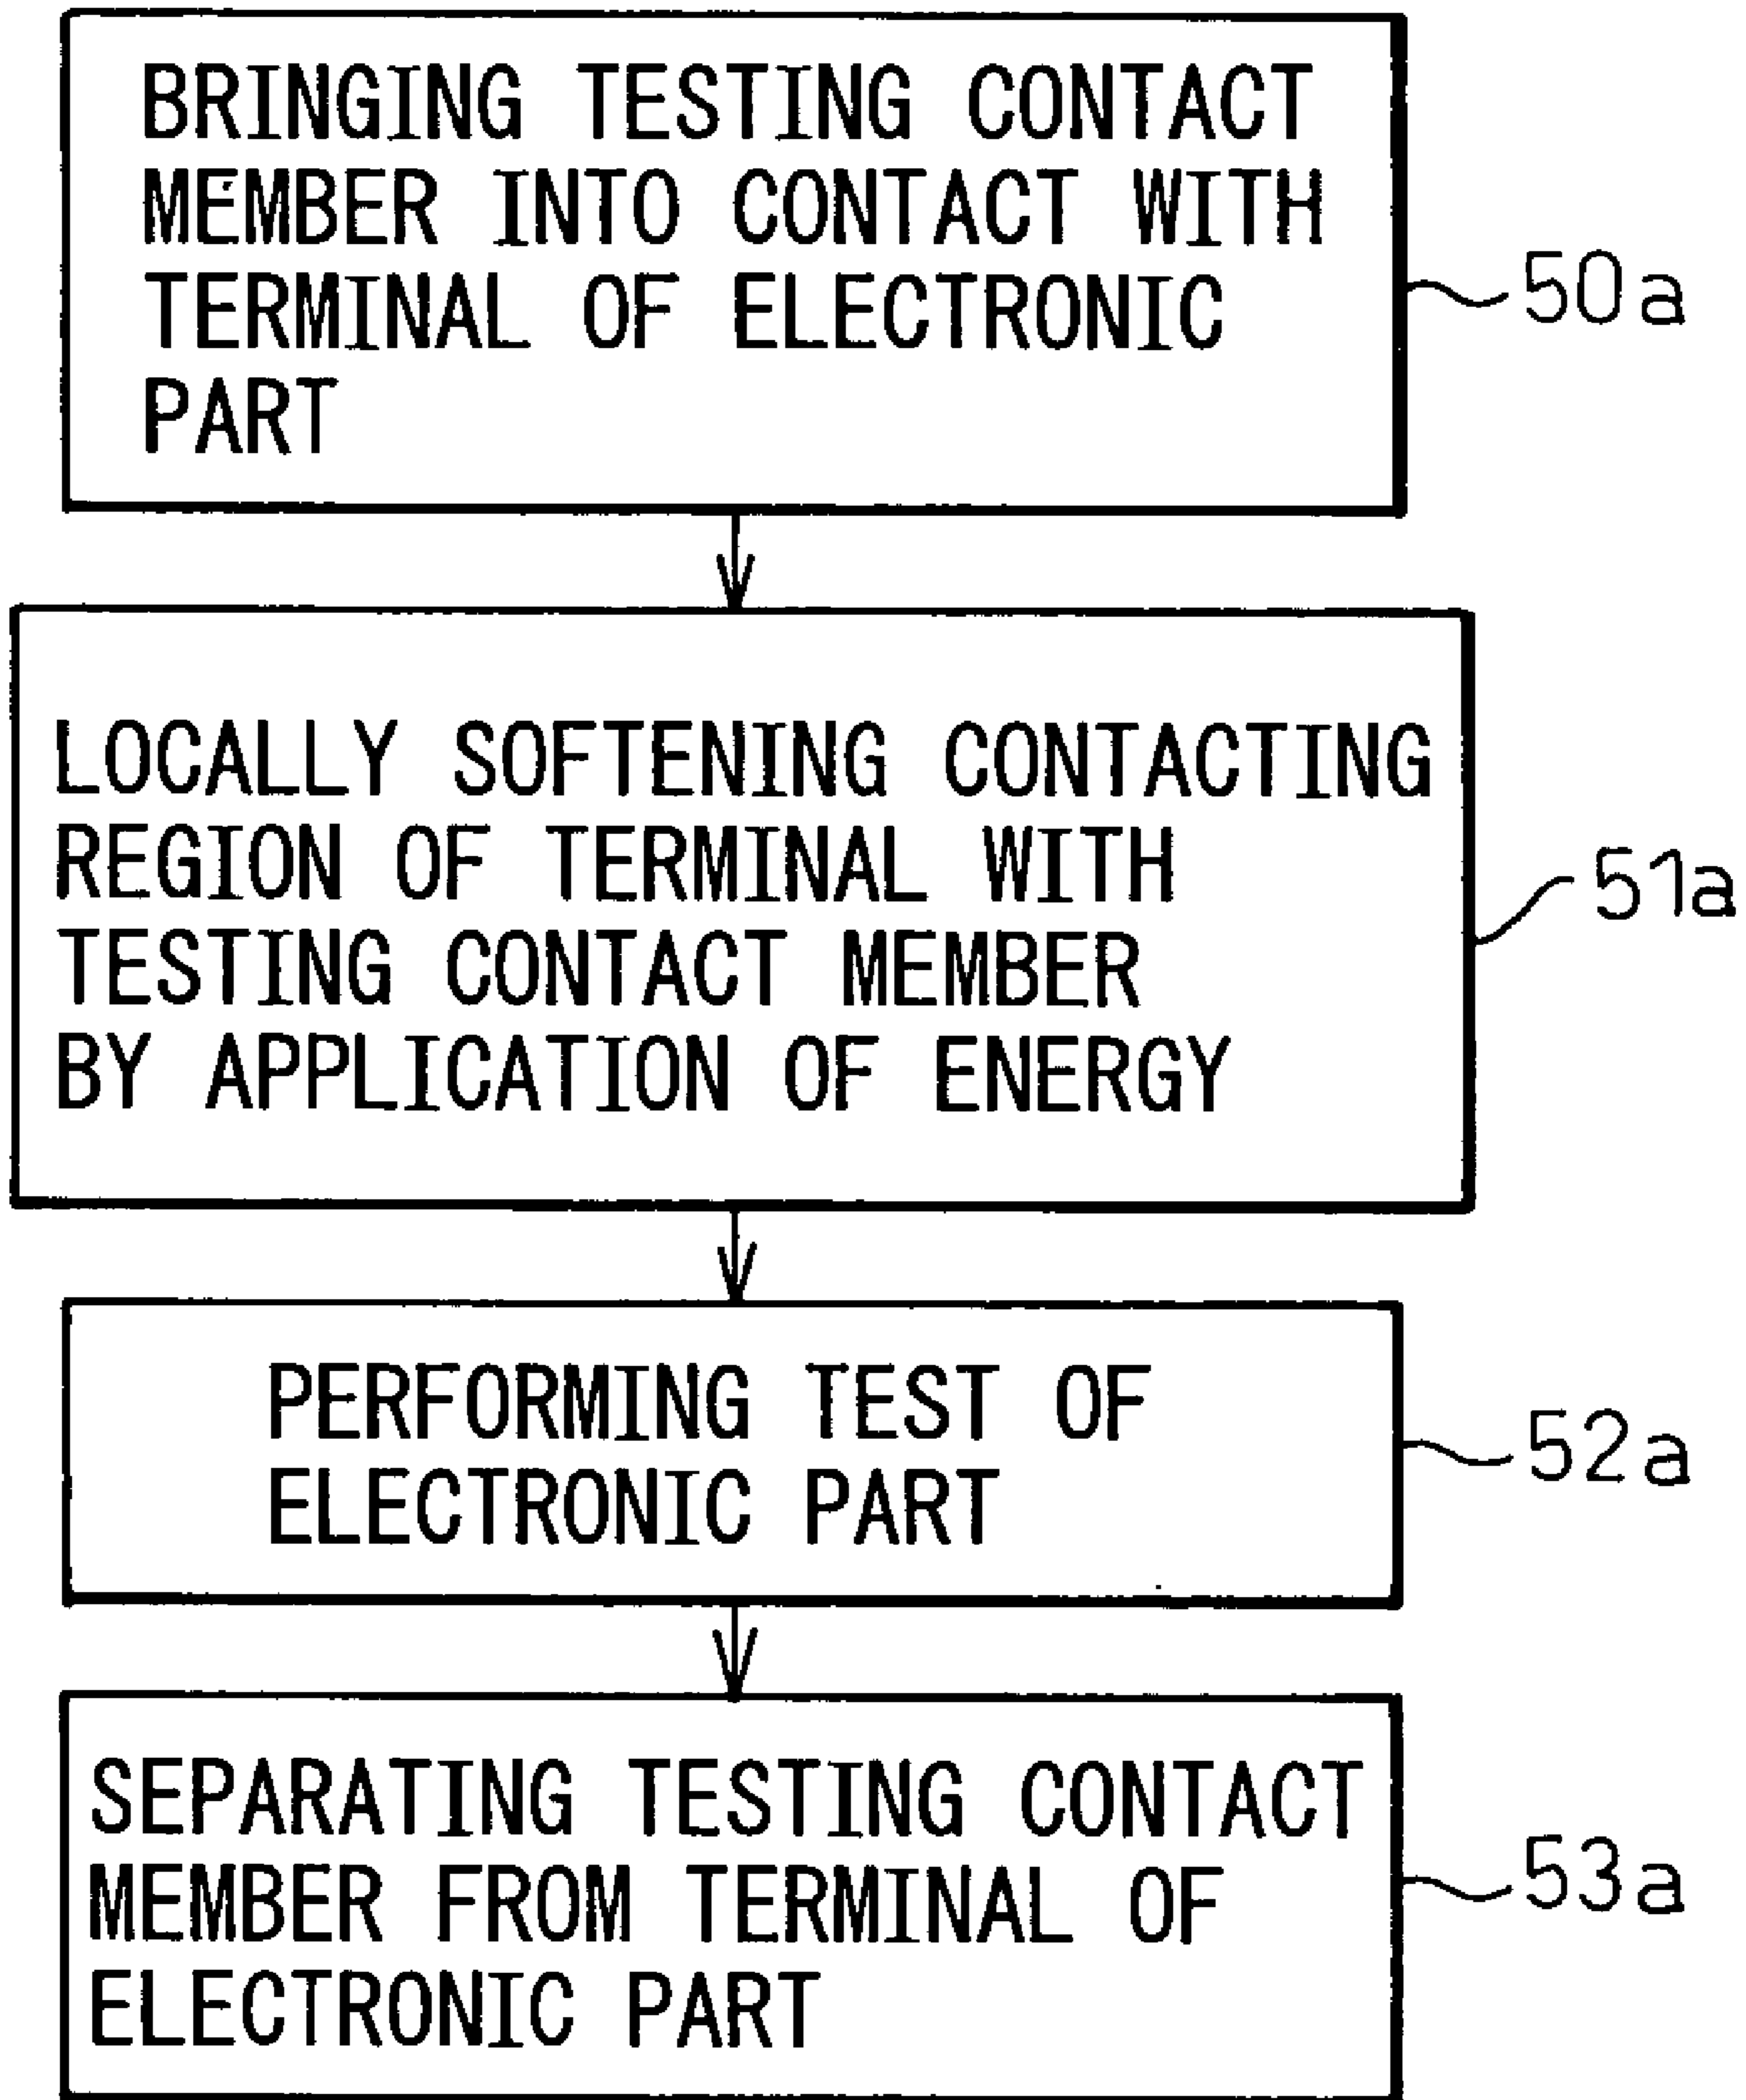 BRINGING TESTING CONTACT
MEMBER INTO CONTACT WITH
TERMINAL OF ELECTRONIC
PART
50a
LOCALLY SOFTENING CONTACTING
REGION OF TERMINAL WITH
TESTING CONTACT MEMBER
BY APPLICATION OF ENERGY
51a
PERFORMING TEST OF
ELECTRONIC PART
52a
SEPARATING TESTING CONTACT
MEMBER FROM TERMINAL OF
ELECTRONIC PART
53a